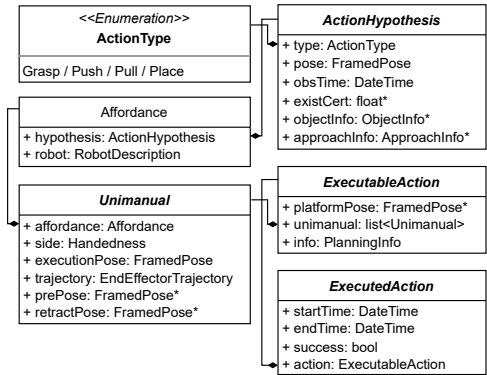 <<Enumeration>>
ActionType
Grasp / Push / Pull / Place
ActionHypothesis
+ type: ActionType
+ pose: FramedPose
+ obsTime: DateTime
+ existCert: float*
+ objectInfo: ObjectInfo*
+ approachInfo: ApproachInfo*
Affordance
+ hypothesis: ActionHypothesis
+ robot: RobotDescription
Unimanual
+ affordance: Affordance
+ side: Handedness
+ executionPose: FramedPose
+ trajectory: EndEffectorTrajectory
+ prePose: FramedPose*
+ retractPose: FramedPose*
ExecutableAction
+ platformPose: FramedPose*
+ unimanual: list<Unimanual>
+ info: PlanningInfo
ExecutedAction
+ startTime: DateTime
+ endTime: DateTime
+ success: bool
+ action: ExecutableAction